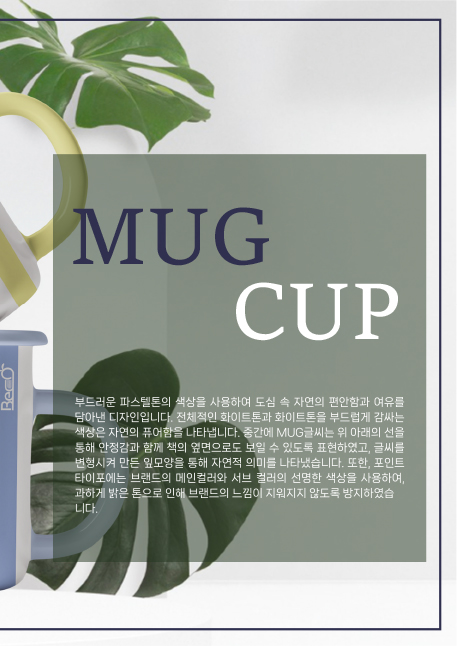 MUG
CUP
부드러운 파스텔톤의 색상을 사용하여 도심 속 자연의 편안함과 여유를
담아낸 디자인입니다. 전체적인 화이트톤과 화이트톤을 부드럽게 감싸는
색상은 자연의 퓨어함을 나타냅니다. 중간에 MUG글씨는 위 아래의 선을
통해 안정감과 함께 책의 옆면으로도 보일 수 있도록 표현하였고, 글씨를
변형시켜 만든 잎모양을 통해 자연적 의미를 나타냈습니다. 또한, 포인트
타이포에는 브랜드의 메인컬러와 서브 컬러의 선명한 색상을 사용하여,
과하게 밝은 톤으로 인해 브랜드의 느낌이 지워지지 않도록 방지하였습
니다.